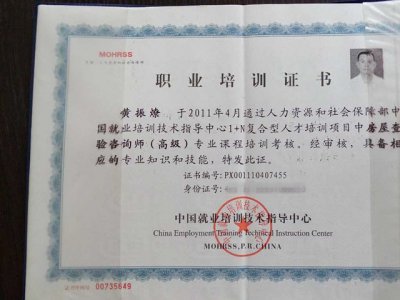 MOHRSS
职业培训证书
黄振燎，于2011年4月通过人力资源和社会保障部中
国就业培训技术指导中心1+N复合型人才培训项目中居屋查
验咨询师（高级）专业课程培训考核。经审核，具备相
应的专业知识和技能，特发此证。
证书编号：PX001110407455
身份证号：
中国就业培训技术指导中心
China Employment Training Technical Instruction Center
MOHRSS,P.R.CHINA
00735649